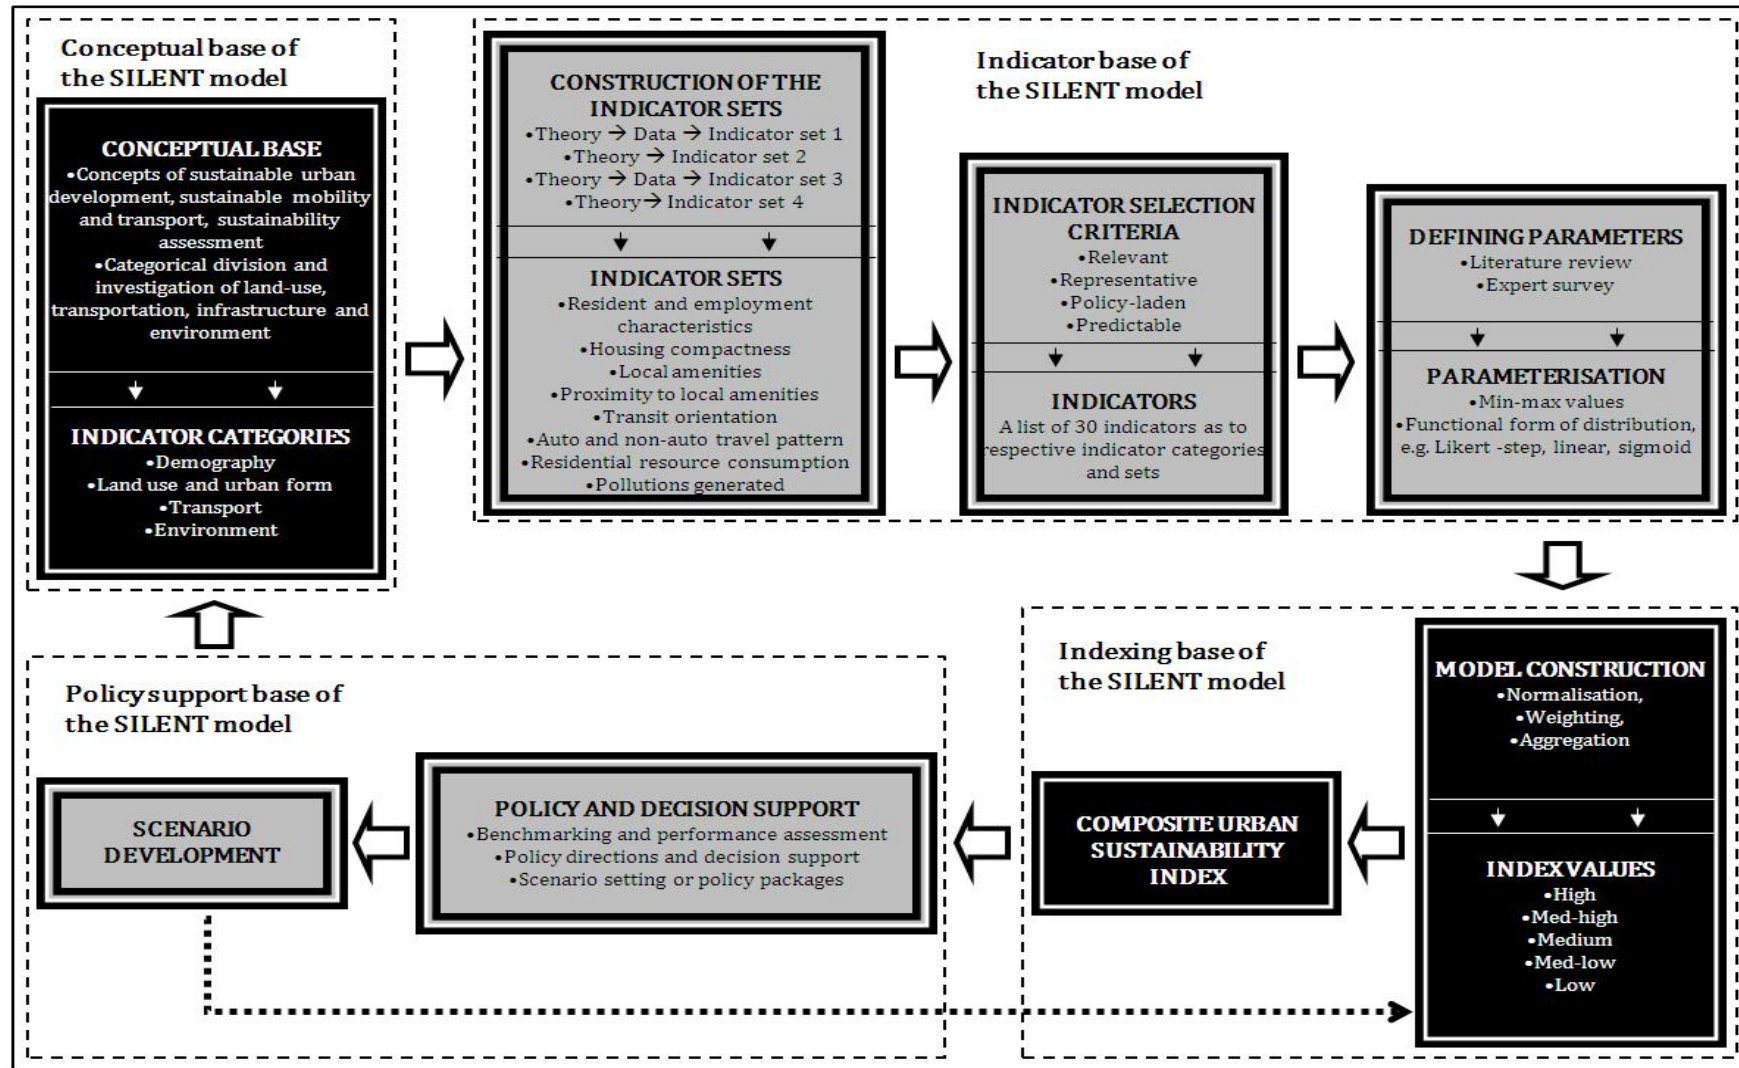 Conceptual base of
the SILENT model
CONCEPTUAL BASE
•Concepts of sustainable urban
development, sustainable mobility
and transport, sustainability
assessment
•Categorical division and
investigation of land-use,
transportation, infrastructure and
environment
INDICATOR CATEGORIES
•Demography
•Land use and urban form
•Transport
•Environment
CONSTRUCTION OF THE
INDICATOR SETS
•Theory → Data → Indicator set 1
•Theory → Indicator set 2
•Theory → Data → Indicator set 3
•Theory → Indicator set 4
INDICATOR SETS
•Resident and employment
characteristics
•Housing compactness
•Local amenities
•Proximity to local amenities
•Transit orientation
•Auto and non-auto travel pattern
•Residential resource consumption
•Pollutions generated
Indicator base of
the SILENT model
INDICATOR SELECTION
CRITERIA
•Relevant
•Representative
•Policy-laden
•Predictable
INDICATORS
A list of 30 indicators as to
respective indicator categories
and sets
DEFINING PARAMETERS
•Literature review
•Expert survey
PARAMETERISATION
•Min-max values
•Functional form of distribution,
e.g. Likert -step, linear, sigmoid
Indexing base of
the SILENT model
MODEL CONSTRUCTION
•Normalisation,
•Weighting,
•Aggregation
INDEX VALUES
•High
•Med-high
•Medium
•Med-low
•Low
COMPOSITE URBAN
SUSTAINABILITY
INDEX
Policy support base of
the SILENT model
POLICY AND DECISION SUPPORT
•Benchmarking and performance assessment
•Policy directions and decision support
•Scenario setting or policy packages
SCENARIO
DEVELOPMENT